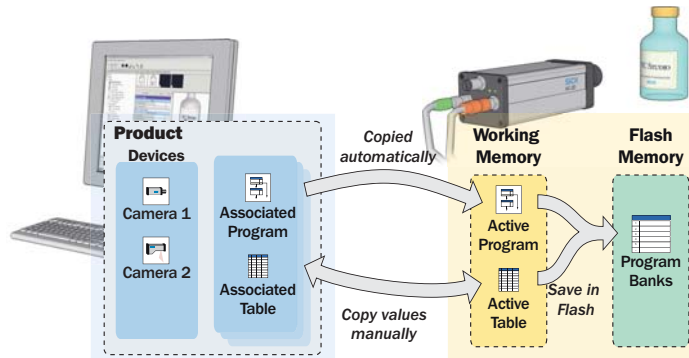 Product
Devices
Camera 1
Camera 2
Associated
Program
Associated
Table
Copied
automatically
Copy values
manually
Working
Memory
Active
Program
Active
Table
Save in
Flash
Flash
Memory
Program
Banks
SICK